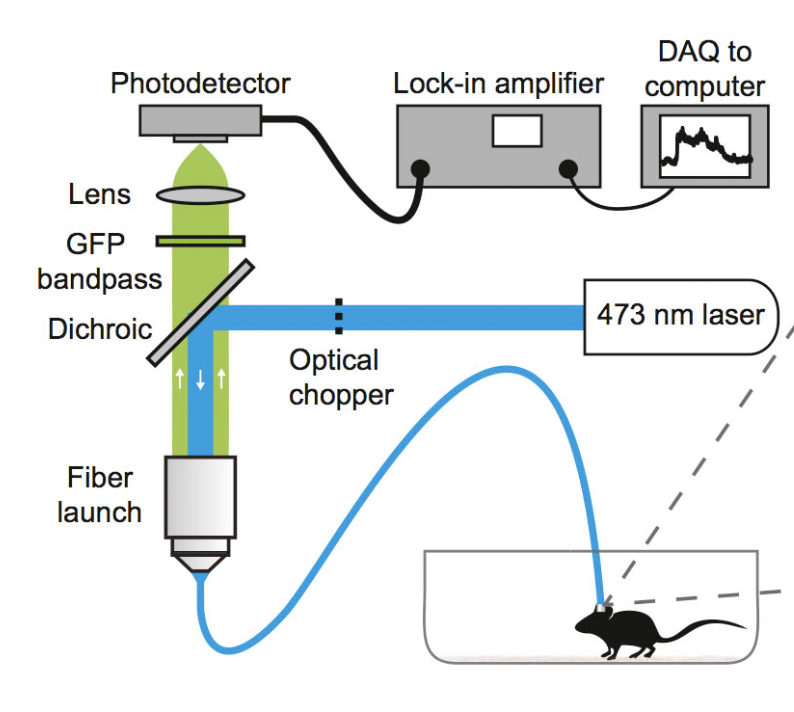 Photodetector
Lock-in amplifier
DAQ to
computer
Lens
GFP
bandpass
Dichroic
473 nm laser
Optical
chopper
Fiber
launch